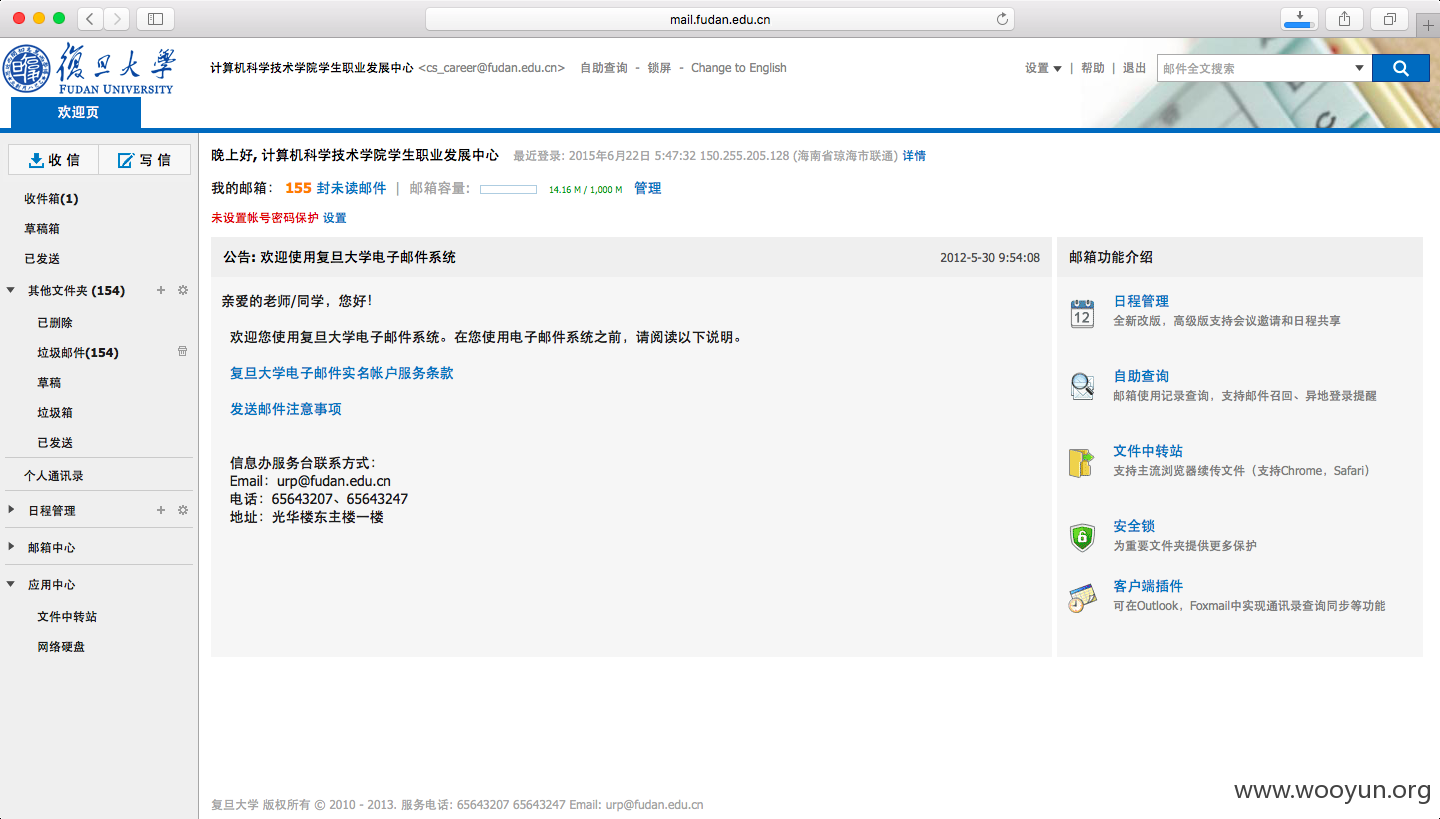 mail.fudan.edu.cn
復旦大學
FUDAN UNIVERSITY
计算机科学技术学院学生职业发展中心 <cs_career@fudan.edu.cn> 自助查询 - 锁屏 - Change to English
设置 | 帮助 | 退出
邮件全文搜索
欢迎页
收 信
写 信
收件箱(1)
草稿箱
已发送
其他文件夹 (154)
已删除
垃圾邮件(154)
草稿
垃圾箱
已发送
个人通讯录
日程管理
邮箱中心
应用中心
文件中转站
网络硬盘
晚上好, 计算机科学技术学院学生职业发展中心 最近登录: 2015年6月22日 5:47:32 150.255.205.128 (海南省琼海市联通) 详情
我的邮箱： 155 封未读邮件 | 邮箱容量： 14.16 M / 1,000 M 管理
未设置帐号密码保护 设置
公告: 欢迎使用复旦大学电子邮件系统 2012-5-30 9:54:08
亲爱的老师/同学，您好！
欢迎您使用复旦大学电子邮件系统。在您使用电子邮件系统之前，请阅读以下说明。
复旦大学电子邮件实名帐户服务条款
发送邮件注意事项
信息办服务台联系方式：
Email：urp@fudan.edu.cn
电话：65643207、65643247
地址：光华楼东主楼一楼
邮箱功能介绍
12
日程管理
全新改版，高级版支持会议邀请和日程共享
自助查询
邮箱使用记录查询，支持邮件召回、异地登录提醒
文件中转站
支持主流浏览器续传文件（支持Chrome，Safari）
安全锁
为重要文件夹提供更多保护
客户端插件
可在Outlook，Foxmail中实现通讯录查询同步等功能
复旦大学 版权所有 © 2010 - 2013. 服务电话: 65643207 65643247 Email: urp@fudan.edu.cn
www.wooyun.org